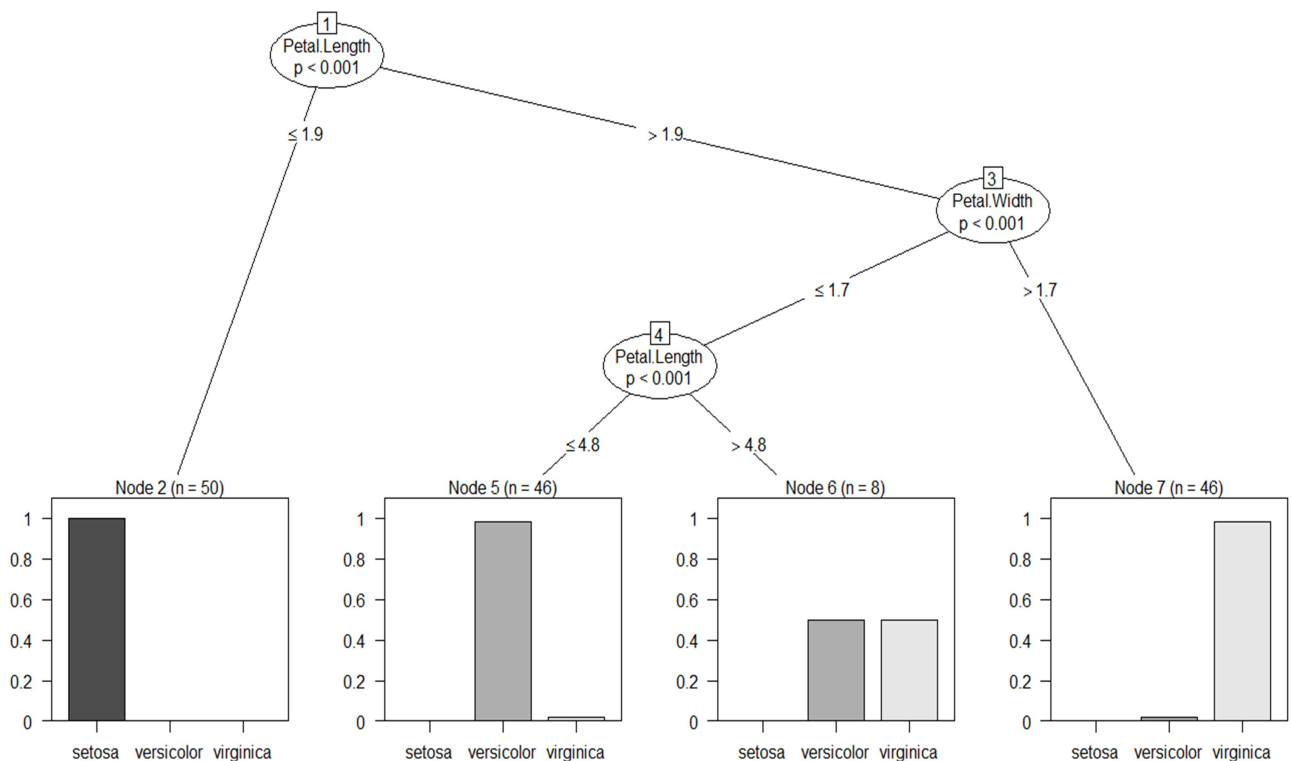 1
Petal.Length
p < 0.001
≤ 1.9
> 1.9
3
Petal.Width
p < 0.001
≤ 1.7
> 1.7
4
Petal.Length
p < 0.001
≤ 4.8
> 4.8
Node 2 (n = 50)
1
0.8
0.6
0.4
0.2
0
setosa versicolor virginica
Node 5 (n = 46)
1
0.8
0.6
0.4
0.2
0
setosa versicolor virginica
Node 6 (n = 8)
1
0.8
0.6
0.4
0.2
0
setosa versicolor virginica
Node 7 (n = 46)
1
0.8
0.6
0.4
0.2
0
setosa versicolor virginica